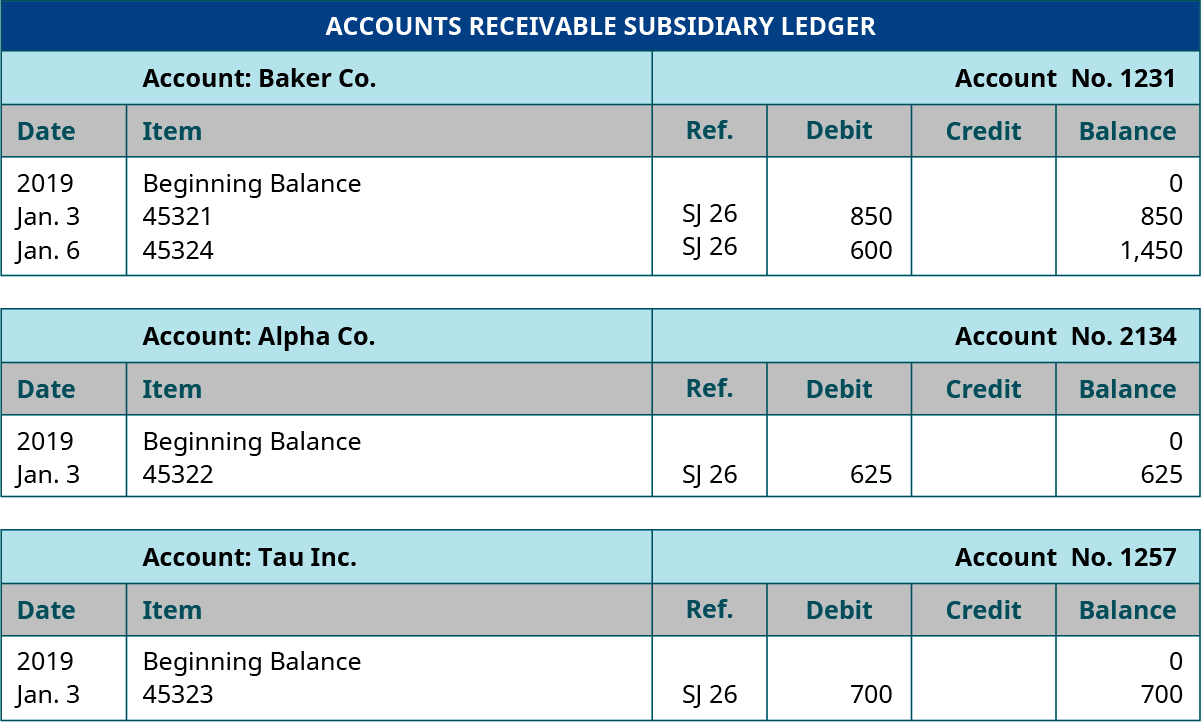 ACCOUNTS RECEIVABLE SUBSIDIARY LEDGER
Account: Baker Co. Account No. 1231
Date Item Ref. Debit Credit Balance
2019 Beginning Balance 0
Jan. 3 45321 SJ 26 850 850
Jan. 6 45324 SJ 26 600 1,450
Account: Alpha Co. Account No. 2134
Date Item Ref. Debit Credit Balance
2019 Beginning Balance 0
Jan. 3 45322 SJ 26 625 625
Account: Tau Inc. Account No. 1257
Date Item Ref. Debit Credit Balance
2019 Beginning Balance 0
Jan. 3 45323 SJ 26 700 700